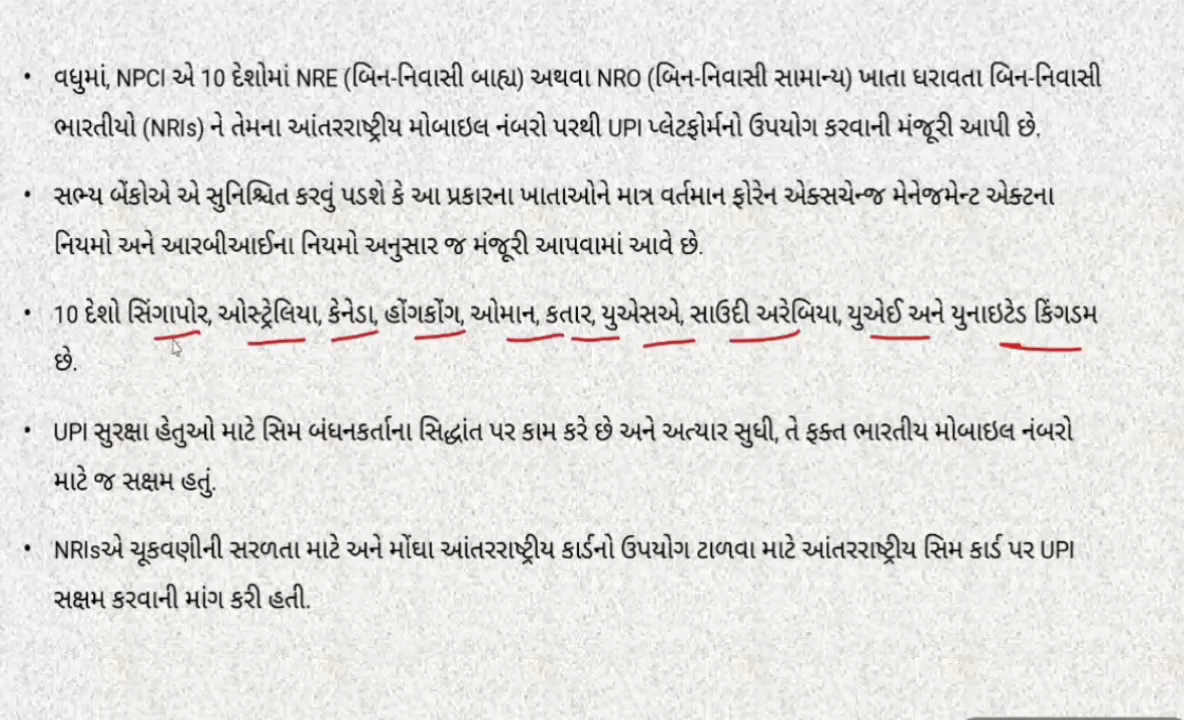 • વધુમાં, NPCI એ 10 દેશોમાં NRE (બિન-નિવાસી બાહ્ય) અથવા NRO (બિન-નિવાસી સામાન્ય) ખાતા ધરાવતા બિન-નિવાસી
ભારતીયો (NRIs) ને તેમના આંતરરાષ્ટ્રીય મોબાઇલ નંબરો પરથી UPI પ્લેટફોર્મનો ઉપયોગ કરવાની મંજૂરી આપી છે.
• સભ્ય બેંકોએ એ સુનિશ્ચિત કરવું પડશે કે આ પ્રકારના ખાતાઓને માત્ર વર્તમાન ફોરેન એક્સચેન્જ મેનેજમેન્ટ એક્ટના
નિયમો અને આરબીઆઈના નિયમો અનુસાર જ મંજૂરી આપવામાં આવે છે.
• 10 દેશો સિંગાપોર, ઓસ્ટ્રેલિયા, કેનેડા, હોંગકોંગ, ઓમાન, કતાર, યુએસએ, સાઉદી અરેબિયા, યુએઈ અને યુનાઇટેડ કિંગડમ
છે.
• UPI સુરક્ષા હેતુઓ માટે સિમ બંધનકર્તાના સિદ્ધાંત પર કામ કરે છે અને અત્યાર સુધી, તે ફક્ત ભારતીય મોબાઇલ નંબરો
માટે જ સક્ષમ હતું.
• NRIsએ ચૂકવણીની સરળતા માટે અને મોંઘા આંતરરાષ્ટ્રીય કાર્ડનો ઉપયોગ ટાળવા માટે આંતરરાષ્ટ્રીય સિમ કાર્ડ પર UPI
સક્ષમ કરવાની માંગ કરી હતી.